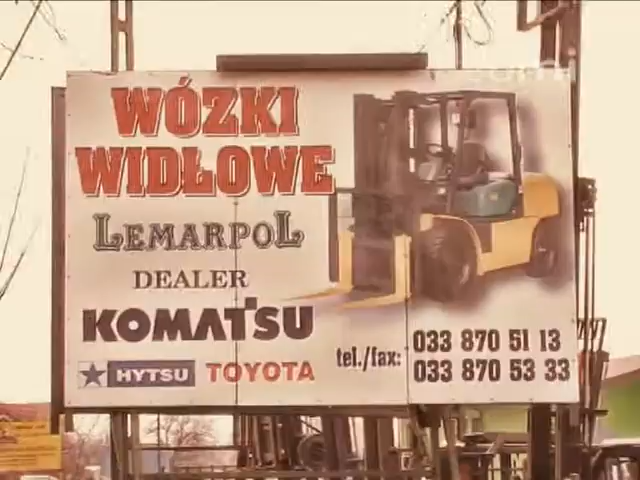 WÓZKI
WIDŁOWE
LEMARPOL
DEALER
KOMATSU
HYTSU TOYOTA
tel./fax: 033 870 51 13
033 870 53 33